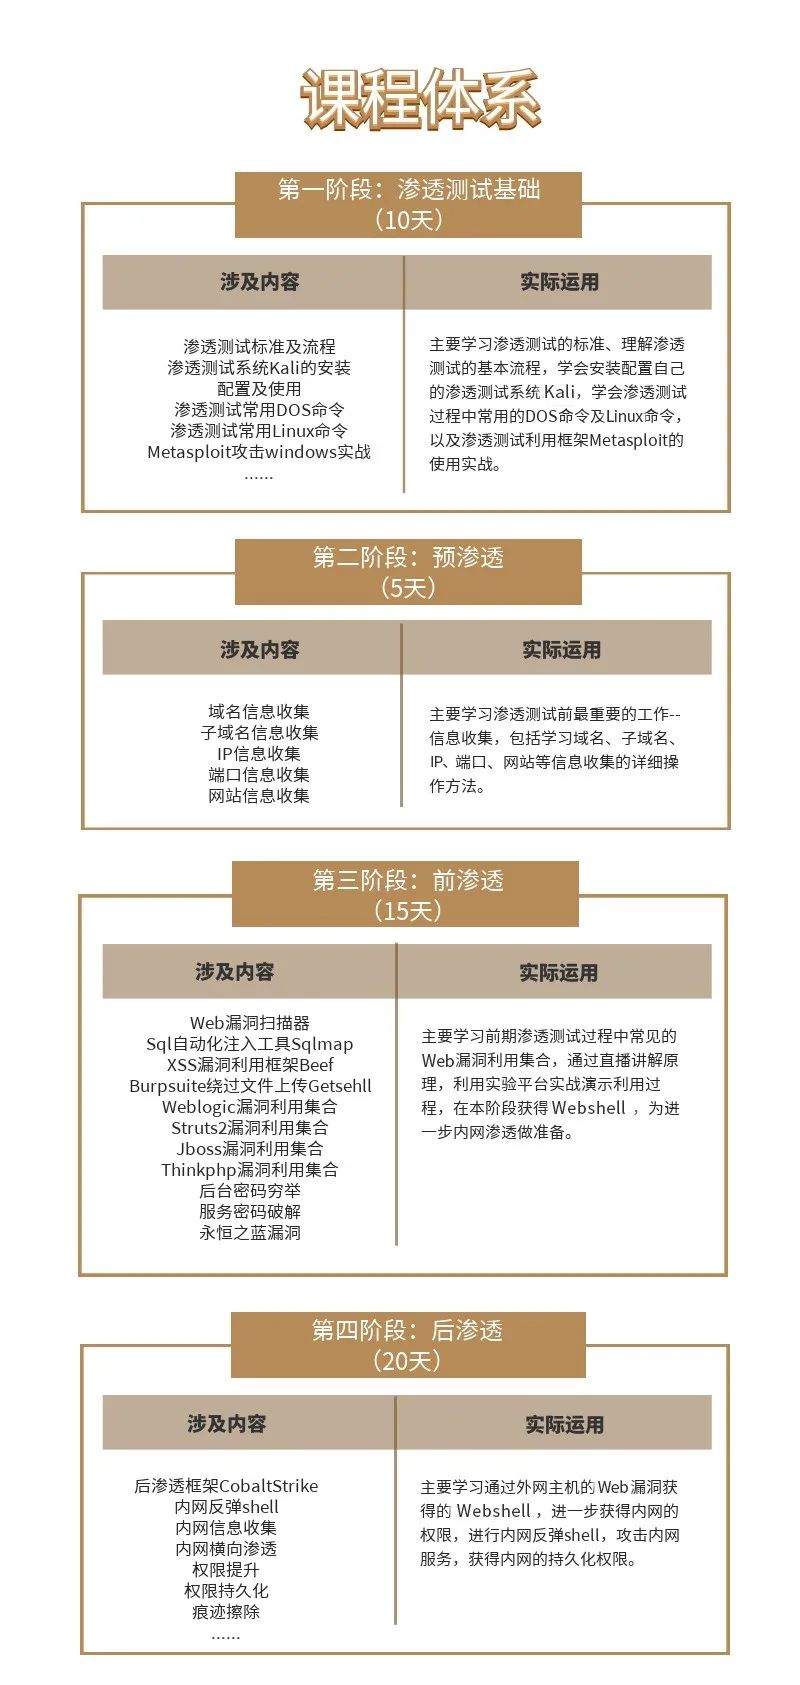 课程体系
第一阶段：渗透测试基础
（10天）
涉及内容
实际运用
渗透测试标准及流程
渗透测试系统Kali的安装
配置及使用
渗透测试常用DOS命令
渗透测试常用Linux命令
Metasploit攻击windows实战
......
主要学习渗透测试的标准、理解渗透
测试的基本流程，学会安装配置自己
的渗透测试系统 Kali，学会渗透测试
过程中常用的DOS命令及Linux命令，
以及渗透测试利用框架Metasploit的
使用实战。
第二阶段：预渗透
（5天）
涉及内容
实际运用
域名信息收集
子域名信息收集
IP信息收集
端口信息收集
网站信息收集
主要学习渗透测试前最重要的工作--
信息收集，包括学习域名、子域名、
IP、端口、网站等信息收集的详细操
作方法。
第三阶段：前渗透
（15天）
涉及内容
实际运用
Web漏洞扫描器
Sql自动化注入工具Sqlmap
XSS漏洞利用框架Beef
Burpsuite绕过文件上传Getsehll
Weblogic漏洞利用集合
Struts2漏洞利用集合
Jboss漏洞利用集合
Thinkphp漏洞利用集合
后台密码穷举
服务密码破解
永恒之蓝漏洞
主要学习前期渗透测试过程中常见的
Web漏洞利用集合，通过直播讲解原
理，利用实验平台实战演示利用过
程，在本阶段获得 Webshell ，为进
一步内网渗透做准备。
第四阶段：后渗透
（20天）
涉及内容
实际运用
后渗透框架CobaltStrike
内网反弹shell
内网信息收集
内网横向渗透
权限提升
权限持久化
痕迹擦除
......
主要学习通过外网主机的Web漏洞获
得的 Webshell ，进一步获得内网的
权限，进行内网反弹shell，攻击内网
服务，获得内网的持久化权限。